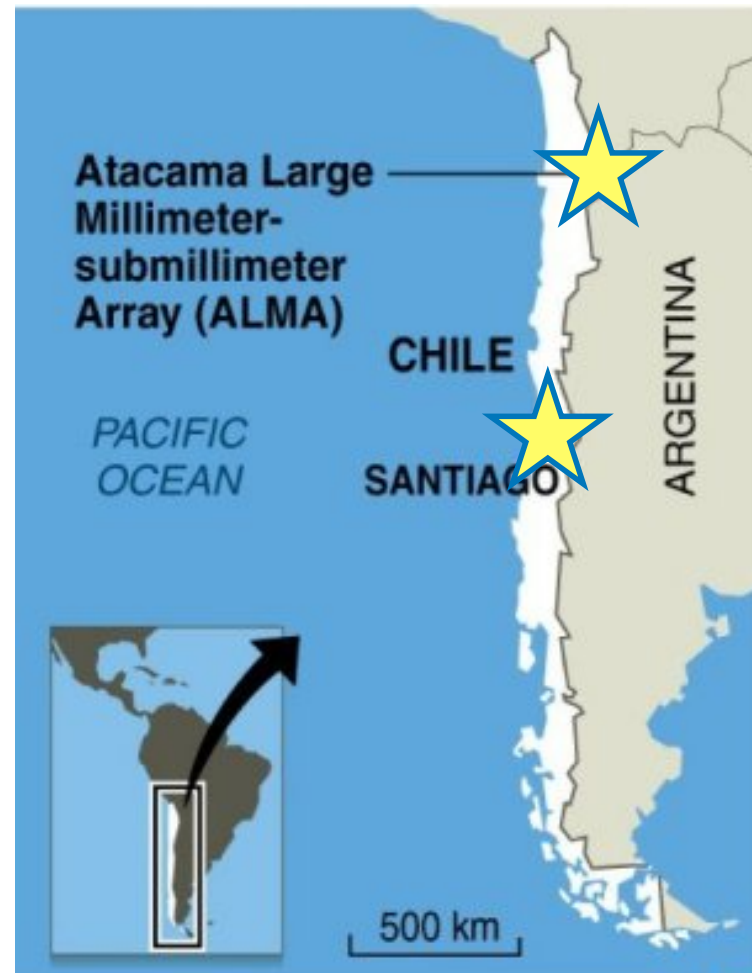 Atacama Large
Millimeter-
submillimeter
Array (ALMA)
CHILE
ARGENTINA
PACIFIC
OCEAN
SANTIAGO
500 km